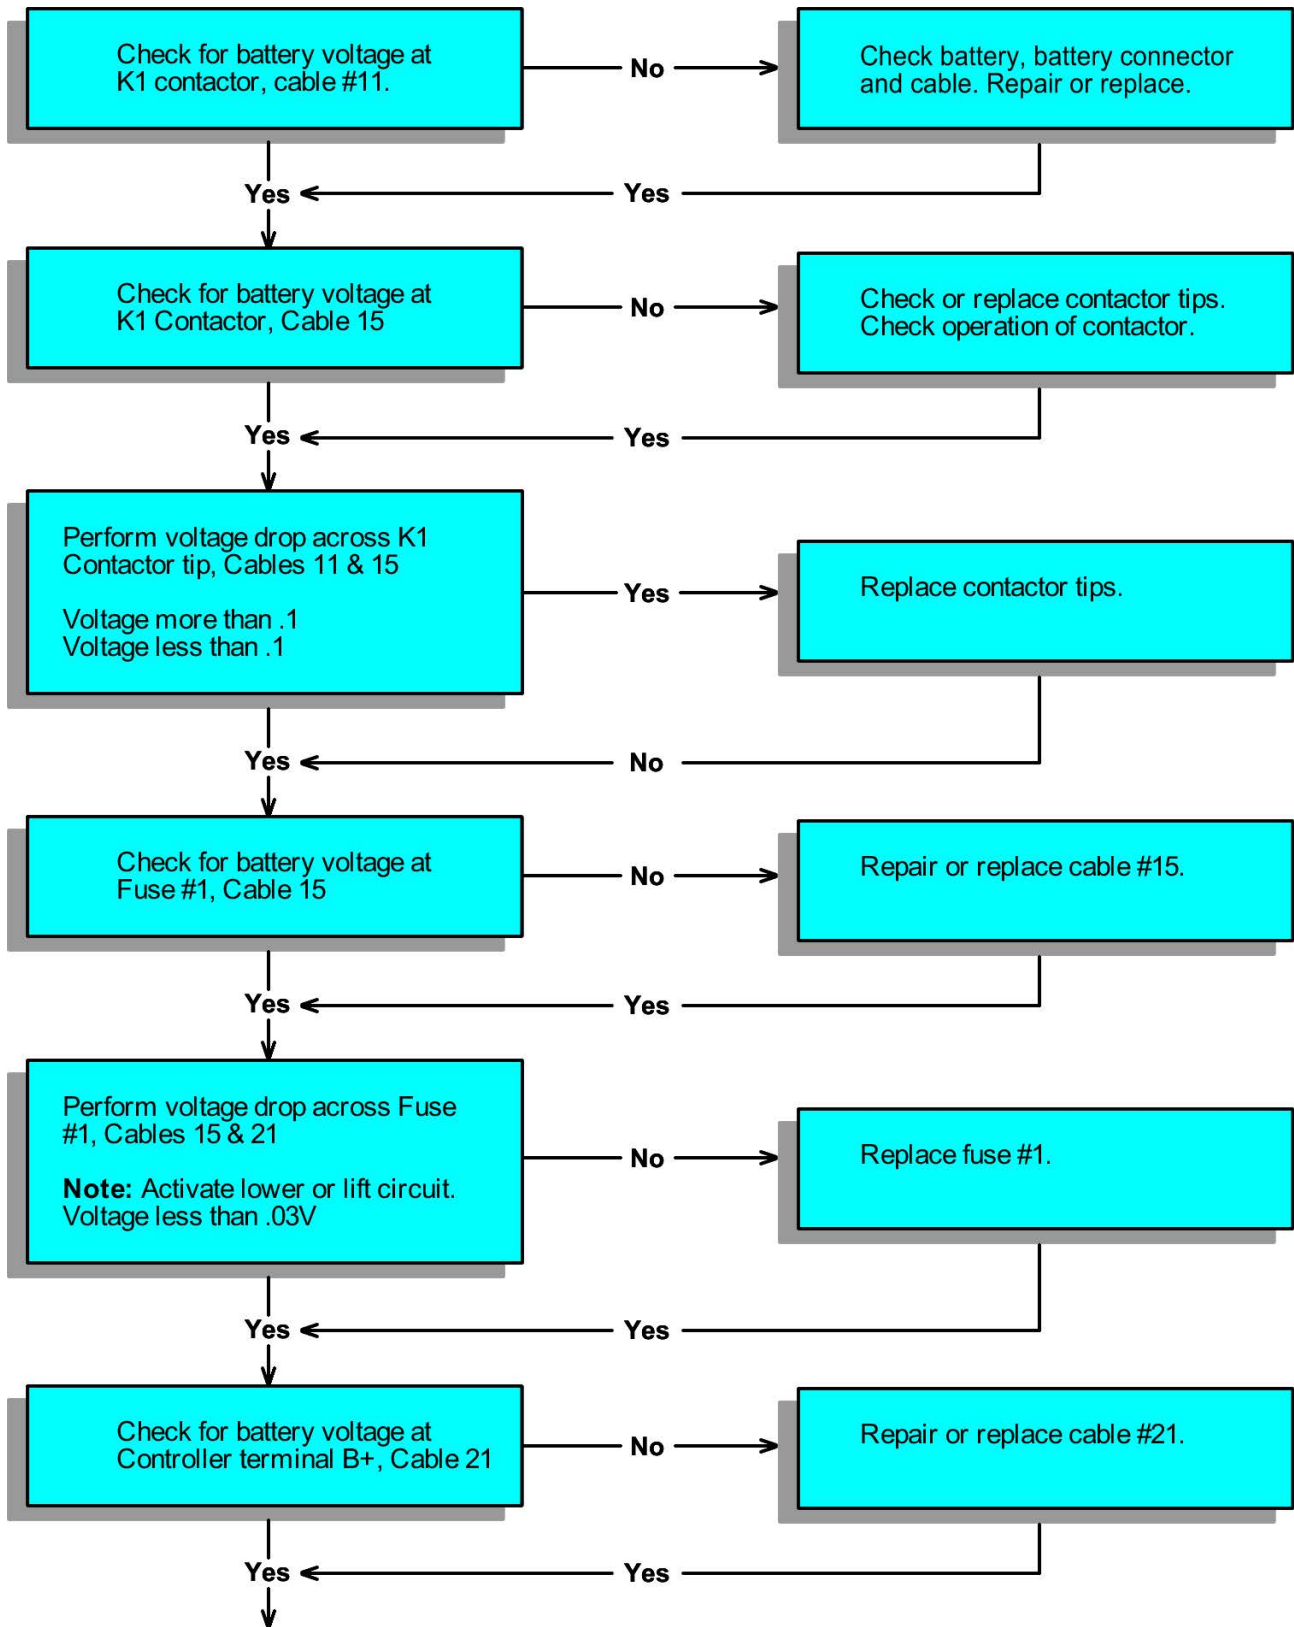 Check for battery voltage at
K1 contactor, cable #11.
No
Check battery, battery connector
and cable. Repair or replace.
Yes
Yes
Check for battery voltage at
K1 Contactor, Cable 15
No
Check or replace contactor tips.
Check operation of contactor.
Yes
Yes
Perform voltage drop across K1
Contactor tip, Cables 11 & 15
Voltage more than .1
Voltage less than .1
Yes
Replace contactor tips.
Yes
No
Check for battery voltage at
Fuse #1, Cable 15
No
Repair or replace cable #15.
Yes
Yes
Perform voltage drop across Fuse
#1, Cables 15 & 21
Note: Activate lower or lift circuit.
Voltage less than .03V
No
Replace fuse #1.
Yes
Yes
Check for battery voltage at
Controller terminal B+, Cable 21
No
Repair or replace cable #21.
Yes
Yes